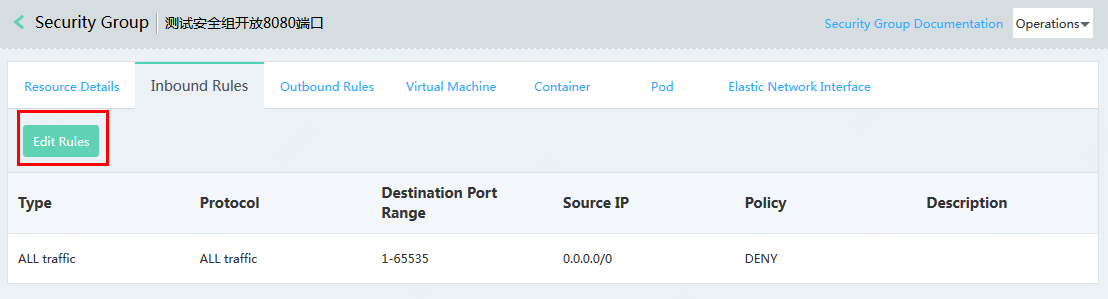 Security Group 测试安全组开放8080端口 Security Group Documentation Operations
Resource Details Inbound Rules Outbound Rules Virtual Machine Container Pod Elastic Network Interface
Edit Rules
Type Protocol Destination Port Range Source IP Policy Description
ALL traffic ALL traffic 1-65535 0.0.0.0/0 DENY